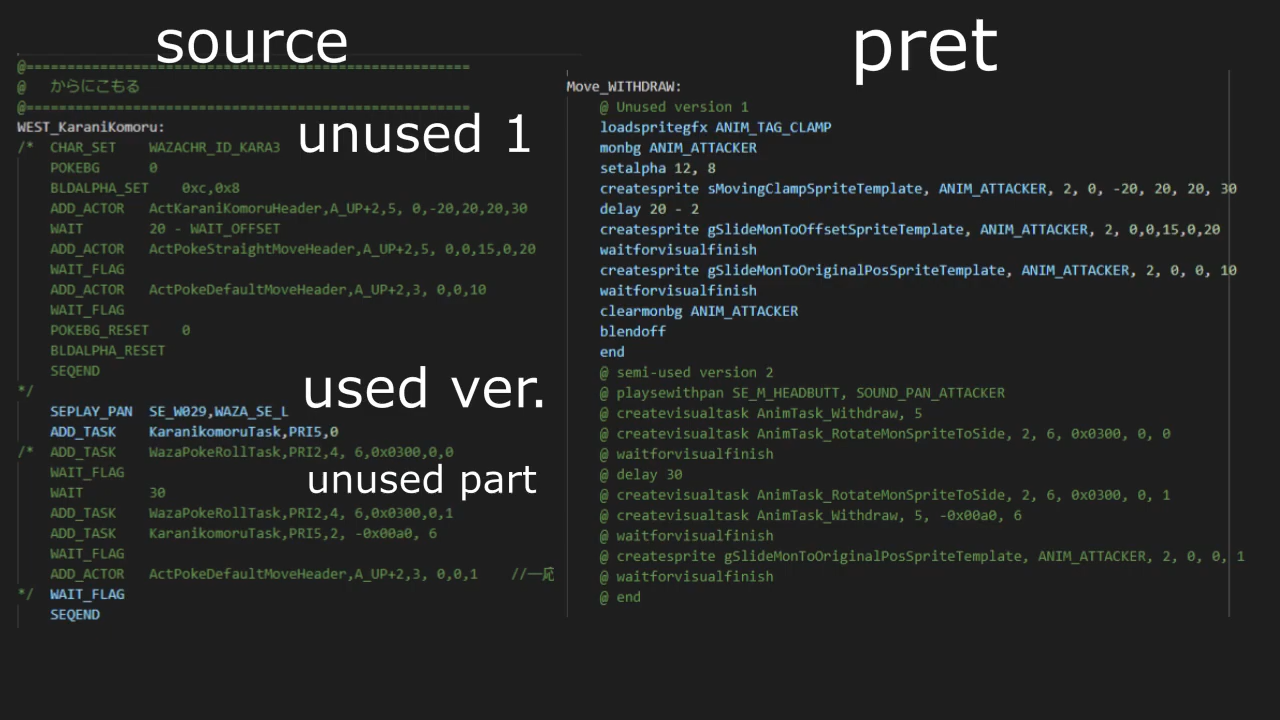 source
@======================================================
@   からにこもる
@======================================================
WEST_KaraniKomoru:
unused 1
/*  CHAR_SET    WAZACHR_ID_KARA3
POKEBG      0
BLDALPHA_SET    0xc,0x8
ADD_ACTOR   ActKaraniKomoruHeader,A_UP+2,5, 0,-20,20,20,30
WAIT        20 - WAIT_OFFSET
ADD_ACTOR   ActPokeStraightMoveHeader,A_UP+2,5, 0,0,15,0,20
WAIT_FLAG
ADD_ACTOR   ActPokeDefaultMoveHeader,A_UP+2,3, 0,0,10
WAIT_FLAG
POKEBG_RESET    0
BLDALPHA_RESET
SEQEND
*/
used ver.
SEPLAY_PAN  SE_W029,WAZA_SE_L
ADD_TASK    KaranikomoruTask,PRI5,0
/*  ADD_TASK    WazaPokeRollTask,PRI2,4, 6,0x0300,0,0
WAIT_FLAG
unused part
WAIT        30
ADD_TASK    WazaPokeRollTask,PRI2,4, 6,0x0300,0,1
ADD_TASK    KaranikomoruTask,PRI5,2, -0x00a0, 6
WAIT_FLAG
ADD_ACTOR   ActPokeDefaultMoveHeader,A_UP+2,3, 0,0,1    //一応
*/  WAIT_FLAG
SEQEND
pret
Move_WITHDRAW:
@ Unused version 1
loadspritegfx ANIM_TAG_CLAMP
monbg ANIM_ATTACKER
setalpha 12, 8
createsprite sMovingClampSpriteTemplate, ANIM_ATTACKER, 2, 0, -20, 20, 20, 30
delay 20 - 2
createsprite gSlideMonToOffsetSpriteTemplate, ANIM_ATTACKER, 2, 0,0,15,0,20
waitforvisualfinish
createsprite gSlideMonToOriginalPosSpriteTemplate, ANIM_ATTACKER, 2, 0, 0, 10
waitforvisualfinish
clearmonbg ANIM_ATTACKER
blendoff
end
@ semi-used version 2
@ playsewithpan SE_M_HEADBUTT, SOUND_PAN_ATTACKER
@ createvisualtask AnimTask_Withdraw, 5
@ createvisualtask AnimTask_RotateMonSpriteToSide, 2, 6, 0x0300, 0, 0
@ waitforvisualfinish
@ delay 30
@ createvisualtask AnimTask_RotateMonSpriteToSide, 2, 6, 0x0300, 0, 1
@ createvisualtask AnimTask_Withdraw, 5, -0x00a0, 6
@ waitforvisualfinish
@ createsprite gSlideMonToOriginalPosSpriteTemplate, ANIM_ATTACKER, 2, 0, 0, 1
@ waitforvisualfinish
@ end